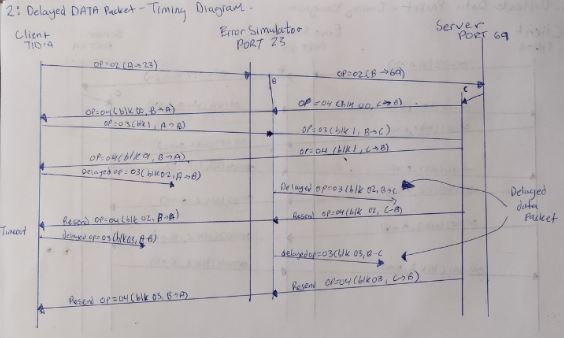 2: Delayed DATA Packet - Timing Diagram.
Client
TID:A
Error Simulator
PORT 23
Server
PORT 69
OP=02 (A→23)
B
OP=02 (B→69)
C
OP=04 (blk 00, B→A)
OP=04 (blk 00, C→B)
OP=03 (blk 1, A→B)
OP=03 (blk 1, B→C)
OP=04 (blk 01, B→A)
OP=04 (blk 1, C→B)
Delayed OP=03 (blk 02, A→B)
Delayed OP=03 (blk 02, B→C
Delayed
data
Packet
Resend OP=04 (blk 02, B→A)
Resend OP=04 (blk 02, C→B)
Timeout
delayed OP=03 (blk 03, A→B)
delayed OP=03 (blk 03, B→C
Resend OP=04 (blk 03, B→A)
Resend OP=04 (blk 03, C→B)